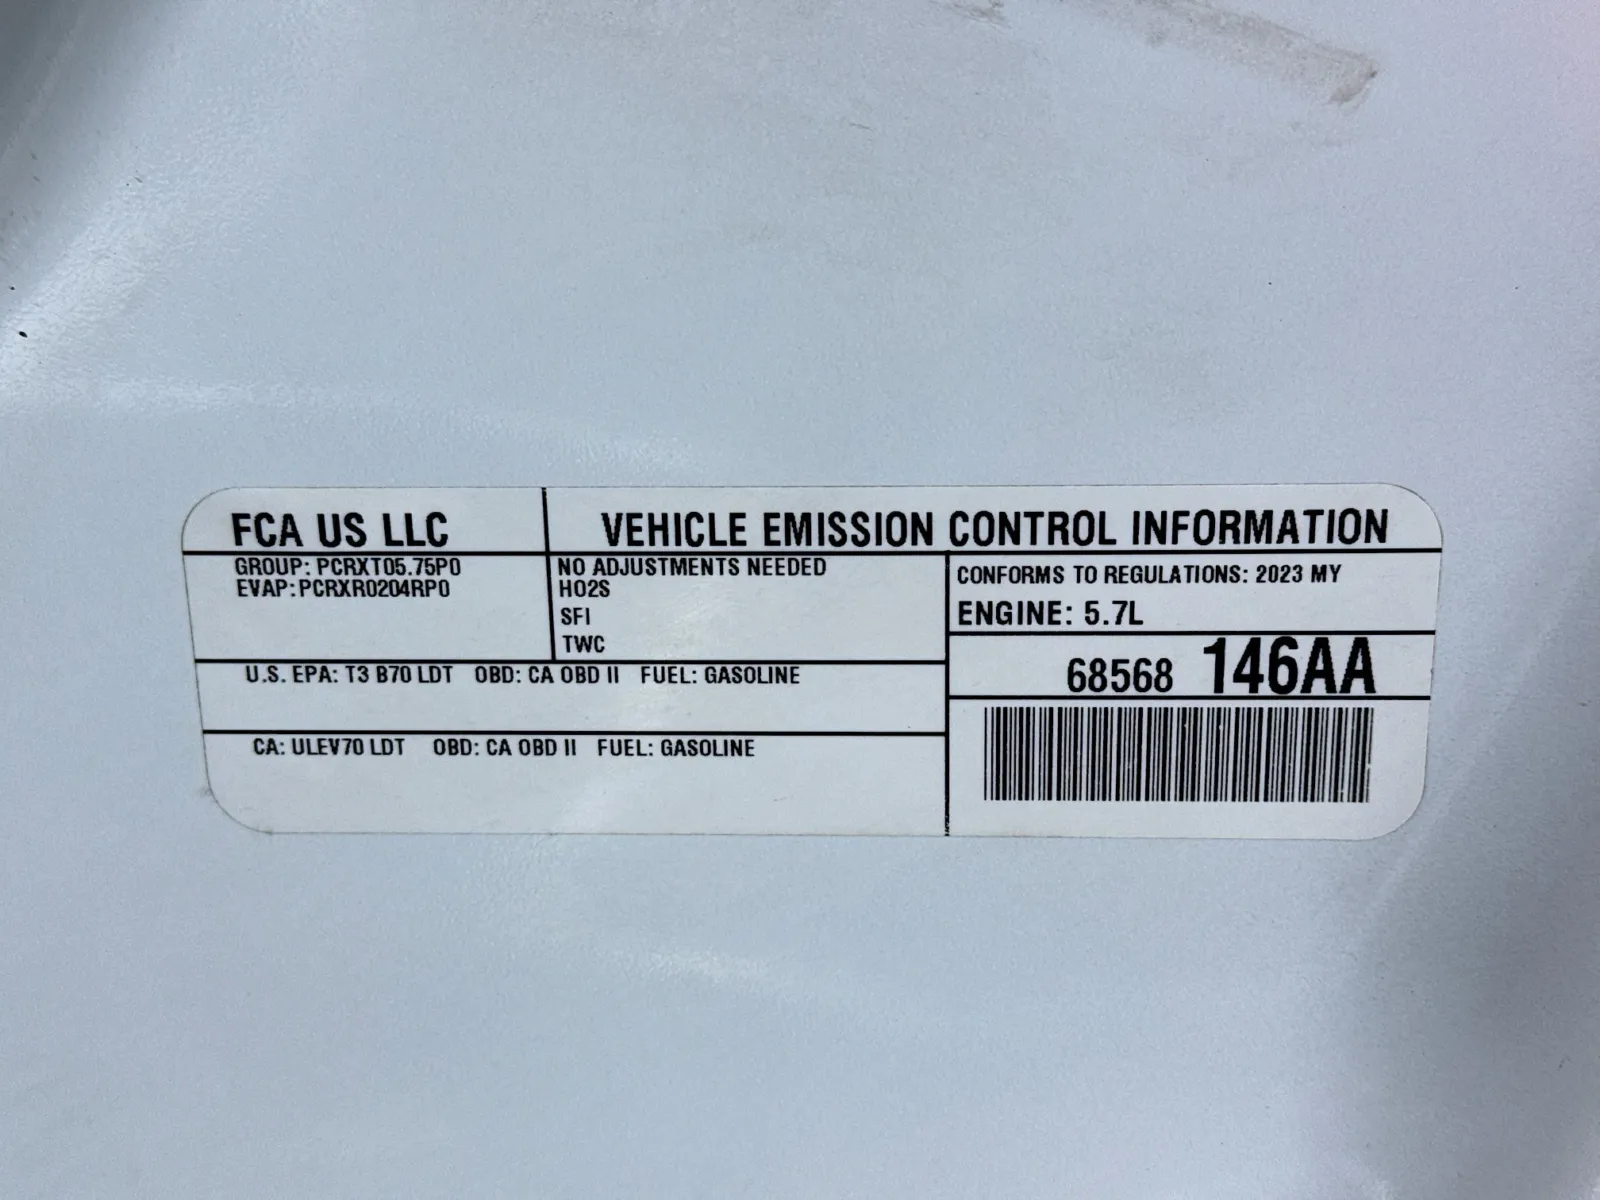 FCA US LLC
VEHICLE EMISSION CONTROL INFORMATION
GROUP: PCRXT05.75P0
EVAP: PCRXR0204RP0
NO ADJUSTMENTS NEEDED
HO2S
SFI
TWC
CONFORMS TO REGULATIONS: 2023 MY
ENGINE: 5.7L
68568 146AA
U.S. EPA: T3 B70 LDT OBD: CA OBD II FUEL: GASOLINE
CA: ULEV70 LDT OBD: CA OBD II FUEL: GASOLINE